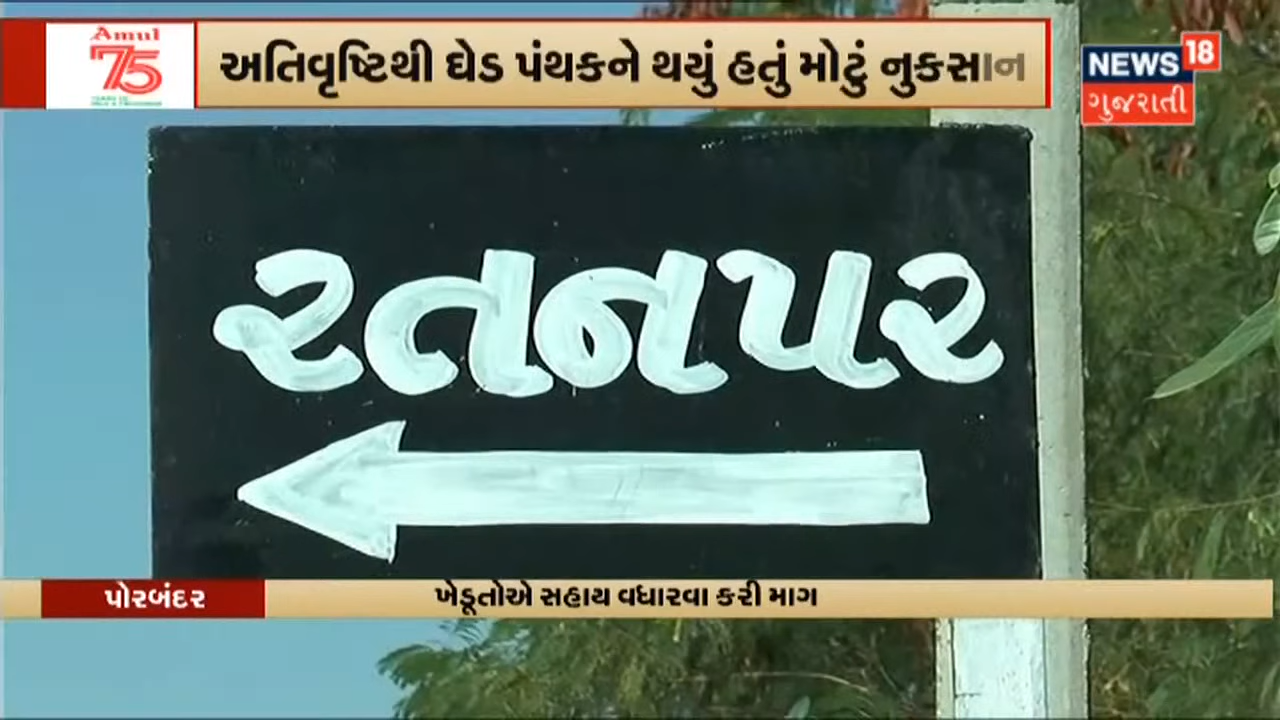 Amul
75
અતિવૃષ્ટિથી ઘેડ પંથકને થયું હતું મોટું નુકસાન
NEWS 18
ગુજરાતી
રતનપર
પોરબંદર
ખેડૂતોએ સહાય વધારવા કરી માગ